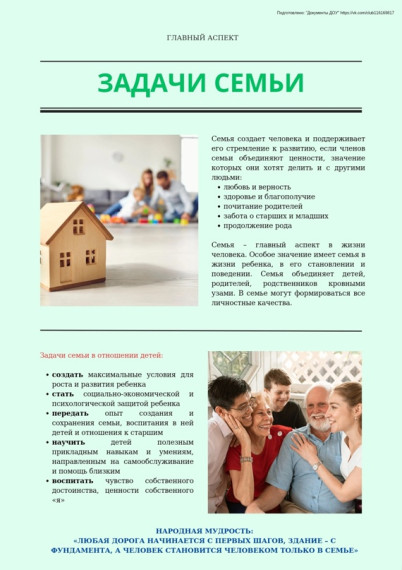 Подготовлено: "Документы ДОУ" https://vk.com/club124164817
ГЛАВНЫЙ АСПЕКТ
ЗАДАЧИ СЕМЬИ
Семья создает человека и поддерживает
его стремление к развитию, если членов
семьи объединяют ценности, значение
которых они хотят делить и с другими
людьми:
• любовь и верность
• здоровье и благополучие
• почитание родителей
• забота о старших и младших
• продолжение рода
Семья – главный аспект в жизни
человека. Особое значение имеет семья в
жизни ребенка, в его становлении и
поведении. Семья объединяет детей,
родителей, родственников кровными
узами. В семье могут формироваться все
личностные качества.
Задачи семьи в отношении детей:
• создать максимальные условия для
роста и развития ребенка
• стать социально-экономической и
психологической защитой ребенка
• передать опыт создания и
сохранения семьи, воспитания в ней
детей и отношения к старшим
• научить детей полезным
прикладным навыкам и умениям,
направленным на самообслуживание
и помощь близким
• воспитать чувство собственного
достоинства, ценности собственного
«я»
НАРОДНАЯ МУДРОСТЬ:
«ЛЮБАЯ ДОРОГА НАЧИНАЕТСЯ С ПЕРВЫХ ШАГОВ, ЗДАНИЕ – С
ФУНДАМЕНТА, А ЧЕЛОВЕК СТАНОВИТСЯ ЧЕЛОВЕКОМ ТОЛЬКО В СЕМЬЕ»